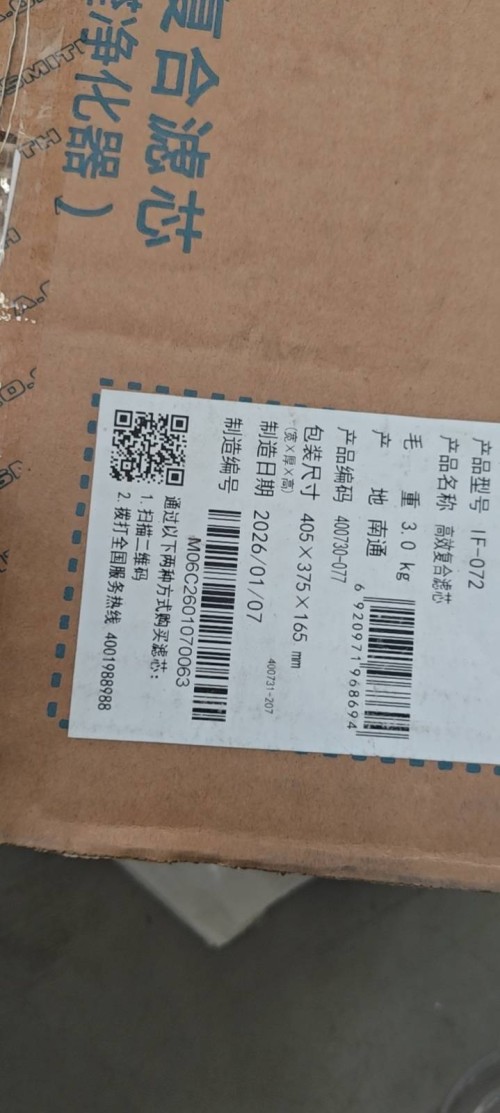 复合滤芯
净化器）
SMITH
产品型号 IF-072
产品名称 高效复合滤芯
毛 重 3.0 kg
产 地 南通
6 920971 968694
产品编码 400730-077
包装尺寸 405×375×165 mm
(宽×厚×高)
400731-207
制造日期 2026/01/07
制造编号
M06C2601070063
通过以下两种方式购买滤芯：
1. 扫描二维码
2. 拨打全国服务热线 4001988988